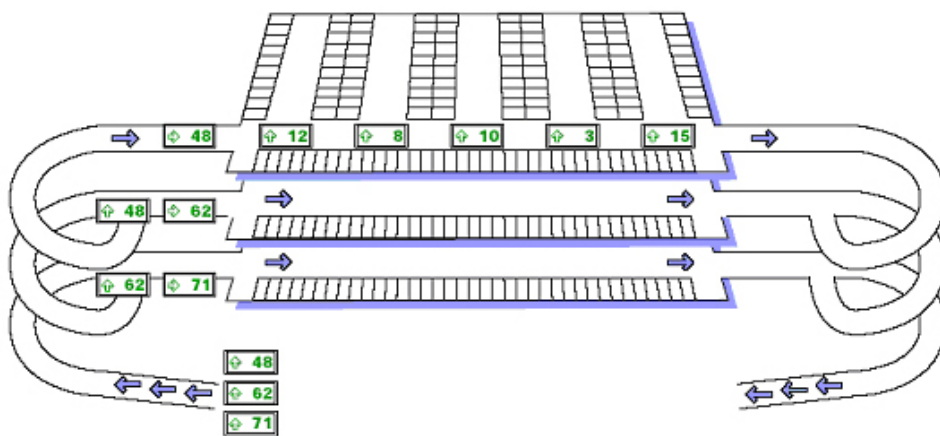 ⇨ 48 ⇧ 12 ⇧ 8 ⇧ 10 ⇧ 3 ⇧ 15
⇧ 48 ⇨ 62
⇧ 62 ⇨ 71
⇧ 48
⇧ 62
⇧ 71